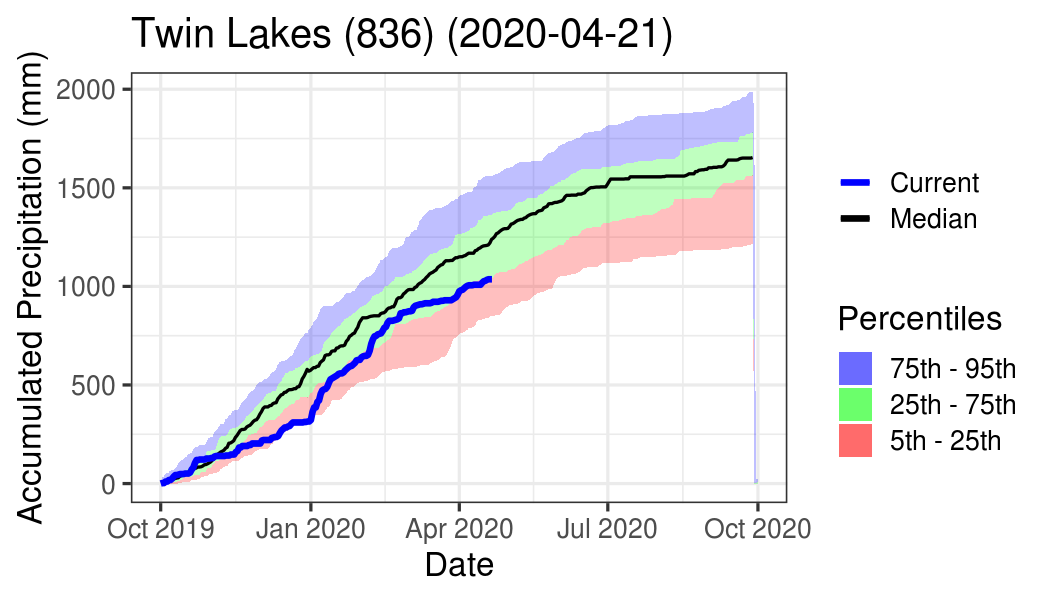 Twin Lakes (836) (2020-04-21)
Accumulated Precipitation (mm)
2000
1500
1000
500
0
Oct 2019
Jan 2020
Apr 2020
Jul 2020
Oct 2020
Date
Current
Median
Percentiles
75th - 95th
25th - 75th
5th - 25th